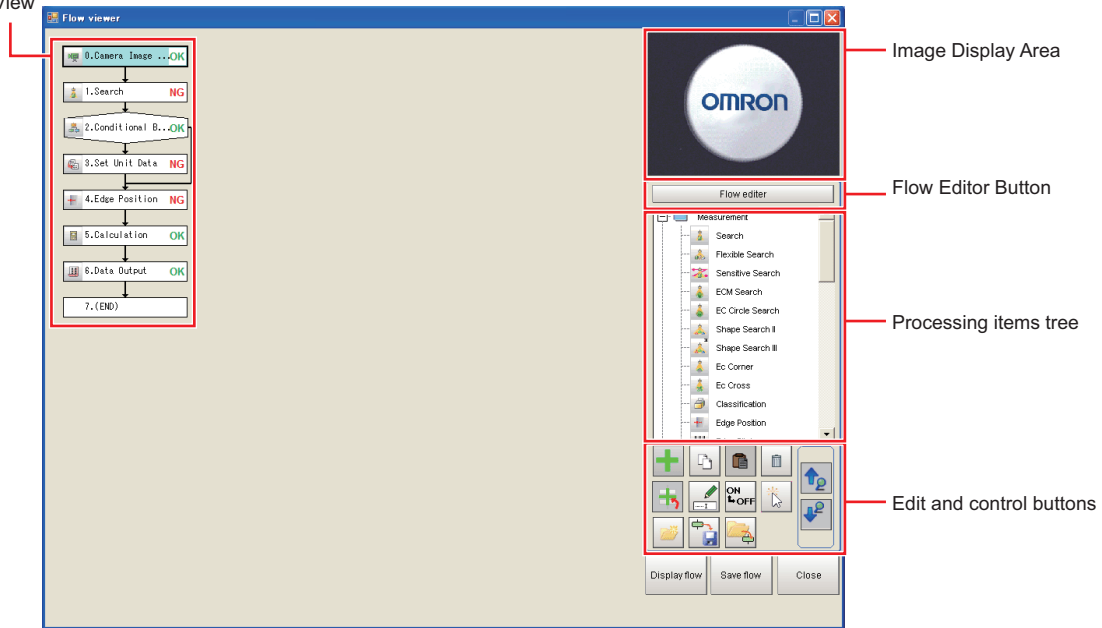 View
Flow viewer
0.Camera Image ...OK
1.Search NG
2.Conditional B...OK
3.Set Unit Data NG
4.Edge Position NG
5.Calculation OK
6.Data Output OK
7.(END)
OMRON
Image Display Area
Flow editer
Flow Editor Button
Measurement
Search
Flexible Search
Sensitive Search
ECM Search
EC Circle Search
Shape Search II
Shape Search III
Ec Corner
Ec Cross
Classification
Edge Position
Processing items tree
ON
OFF
Edit and control buttons
Display flow
Save flow
Close